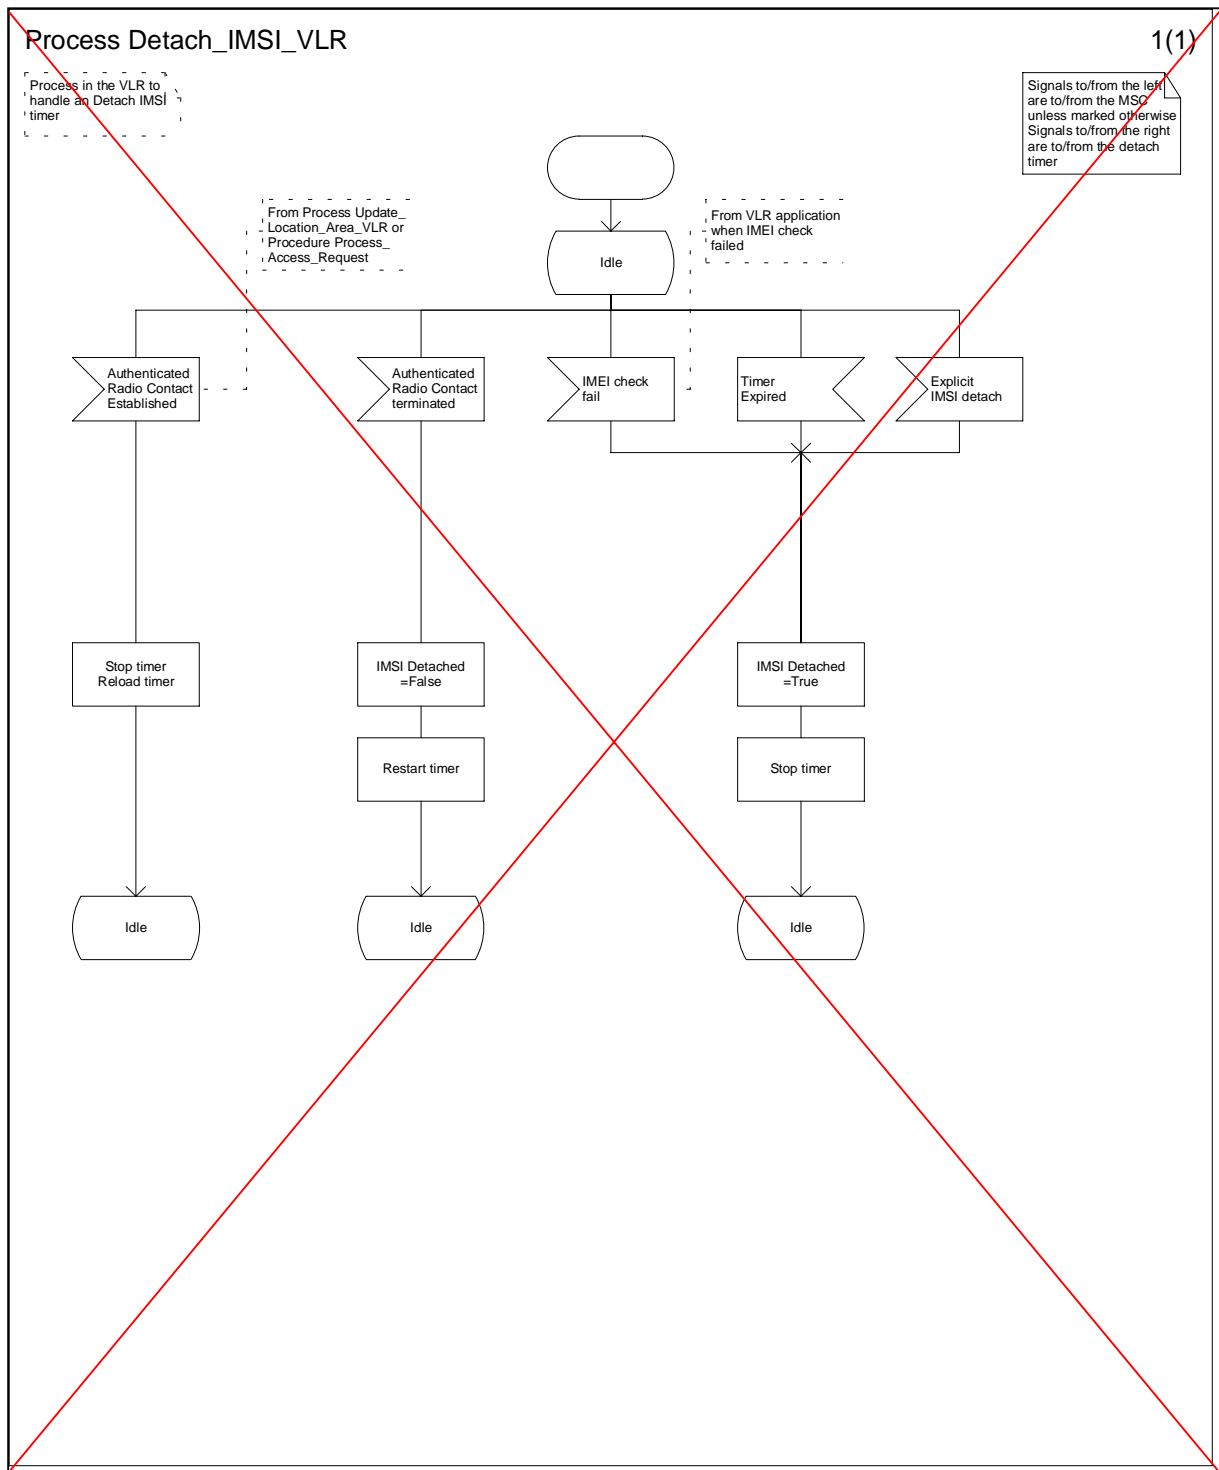 Process Detach_IMSI_VLR
1(1)
Process in the VLR to
handle an Detach IMSI
timer
Signals to/from the left
are to/from the MSC
unless marked otherwise
Signals to/from the right
are to/from the detach
timer
From Process Update_
Location_Area_VLR or
Procedure Process_
Access_Request
From VLR application
when IMEI check
failed
Idle
Authenticated
Radio Contact
Established
Authenticated
Radio Contact
terminated
IMEI check
fail
Timer
Expired
Explicit
IMSI detach
Stop timer
Reload timer
IMSI Detached
=False
IMSI Detached
=True
Restart timer
Stop timer
Idle
Idle
Idle